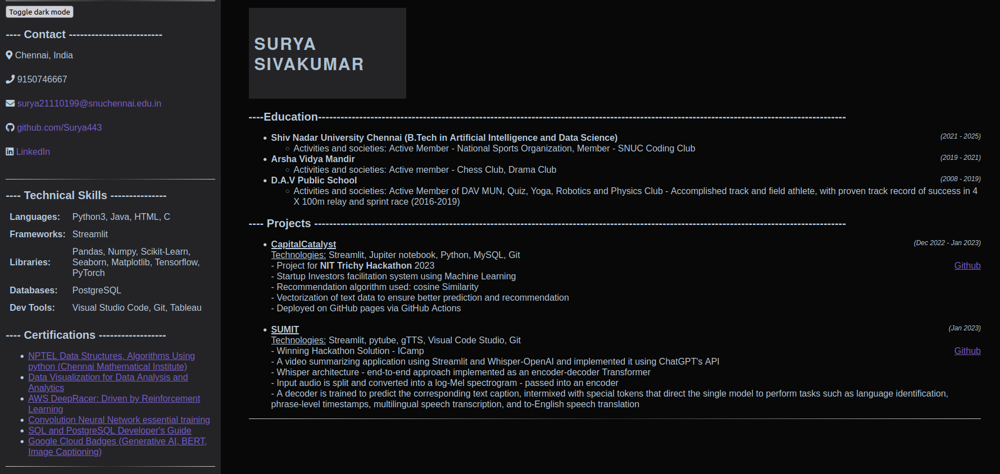 Toggle dark mode
---- Contact -------------------------
Chennai, India
9150746667
surya21110199@snuchennai.edu.in
github.com/Surya443
LinkedIn
---- Technical Skills ---------------
Languages: Python3, Java, HTML, C
Frameworks: Streamlit
Libraries: Pandas, Numpy, Scikit-Learn,
Seaborn, Matplotlib, Tensorflow,
PyTorch
Databases: PostgreSQL
Dev Tools: Visual Studio Code, Git, Tableau
---- Certifications ------------------
• NPTEL Data Structures, Algorithms Using
python (Chennai Mathematical Institute)
• Data Visualization for Data Analysis and
Analytics
• AWS DeepRacer: Driven by Reinforcement
Learning
• Convolution Neural Network essential training
• SQL and PostgreSQL Developer's Guide
• Google Cloud Badges (Generative AI, BERT,
Image Captioning)
SURYA
SIVAKUMAR
----Education---------------------------------------------------------------------------------------------------------------------------------------------
• Shiv Nadar University Chennai (B.Tech in Artificial Intelligence and Data Science) (2021 - 2025)
○ Activities and societies: Active Member - National Sports Organization, Member - SNUC Coding Club
• Arsha Vidya Mandir (2019 - 2021)
○ Activities and societies: Active member - Chess Club, Drama Club
• D.A.V Public School (2008 - 2019)
○ Activities and societies: Active Member of DAV MUN, Quiz, Yoga, Robotics and Physics Club - Accomplished track and field athlete, with proven track record of success in 4
X 100m relay and sprint race (2016-2019)
---- Projects ----------------------------------------------------------------------------------------------------------------------------------------------
• CapitalCatalyst (Dec 2022 - Jan 2023)
Technologies: Streamlit, Jupiter notebook, Python, MySQL, Git
- Project for NIT Trichy Hackathon 2023 Github
- Startup Investors facilitation system using Machine Learning
- Recommendation algorithm used: cosine Similarity
- Vectorization of text data to ensure better prediction and recommendation
- Deployed on GitHub pages via GitHub Actions
• SUMIT (Jan 2023)
Technologies: Streamlit, pytube, gTTS, Visual Code Studio, Git
- Winning Hackathon Solution - ICamp Github
- A video summarizing application using Streamlit and Whisper-OpenAI and implemented it using ChatGPT's API
- Whisper architecture - end-to-end approach implemented as an encoder-decoder Transformer
- Input audio is split and converted into a log-Mel spectrogram - passed into an encoder
- A decoder is trained to predict the corresponding text caption, intermixed with special tokens that direct the single model to perform tasks such as language identification,
phrase-level timestamps, multilingual speech transcription, and to-English speech translation